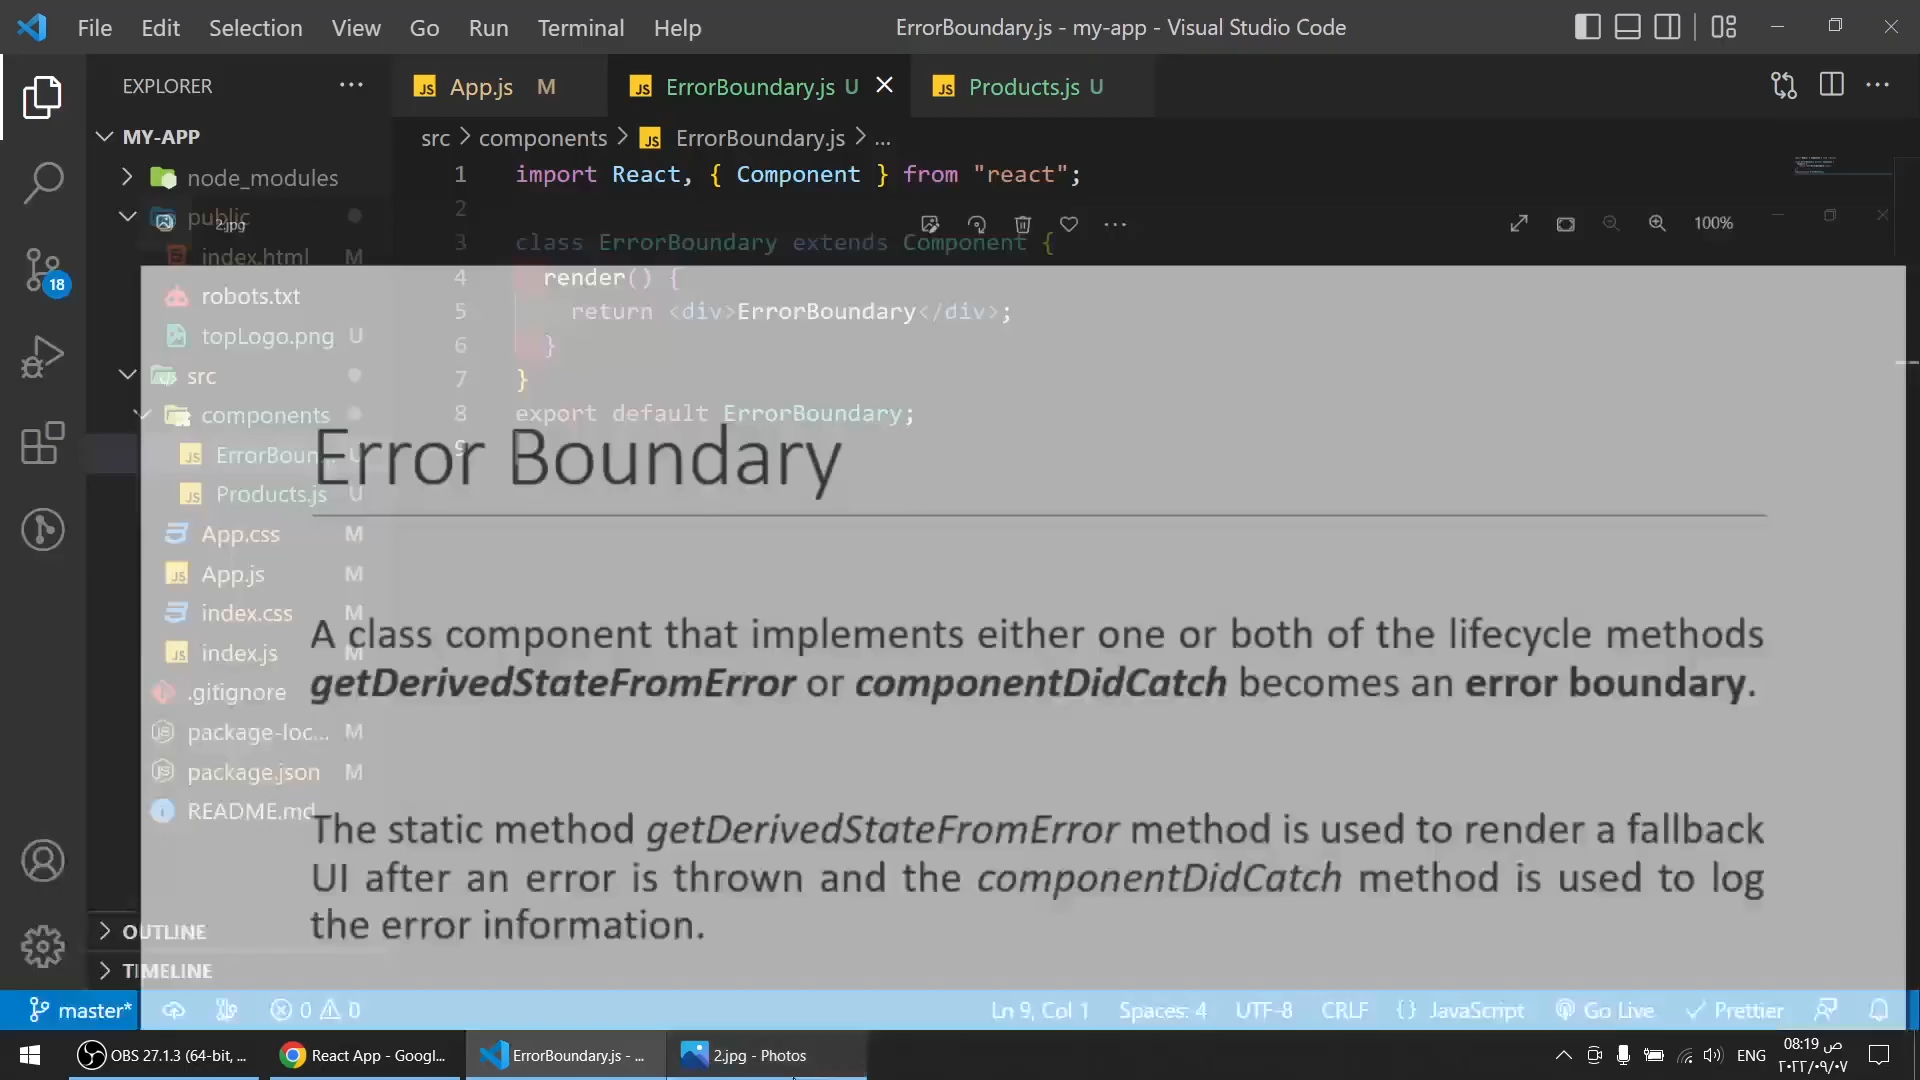 File Edit Selection View Go Run Terminal Help
ErrorBoundary.js - my-app - Visual Studio Code
EXPLORER
App.js M
ErrorBoundary.js U
Products.js U
MY-APP
src > components > ErrorBoundary.js > ...
node_modules
public
2.jpg
index.html M
robots.txt
topLogo.png U
src
components
ErrorBoun... U
Products.js U
App.css M
App.js M
index.css M
index.js M
.gitignore
package-loc... M
package.json M
README.md
OUTLINE
TIMELINE
18
100%
1 import React, { Component } from "react";
2
3 class ErrorBoundary extends Component {
4 render() {
5 return <div>ErrorBoundary</div>;
6 }
7 }
8 export default ErrorBoundary;
9
Error Boundary
A class component that implements either one or both of the lifecycle methods
getDerivedStateFromError or componentDidCatch becomes an error boundary.
The static method getDerivedStateFromError method is used to render a fallback
UI after an error is thrown and the componentDidCatch method is used to log
the error information.
master* 0 0 Ln 9, Col 1 Spaces: 4 UTF-8 CRLF {} JavaScript Go Live Prettier
OBS 27.1.3 (64-bit, ...
React App - Googl...
ErrorBoundary.js - ...
2.jpg - Photos
ENG
08:19 ص
٢٠٢٢/٠٩/٠٧